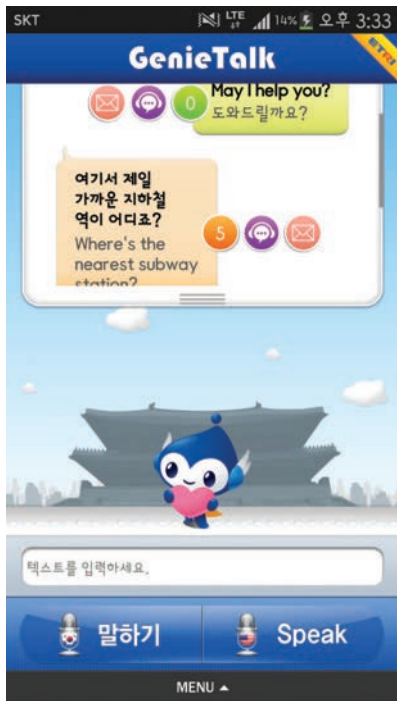 SKT LTE 14% 오후 3:33
GenieTalk
ETRI
May I help you?
0
도와드릴까요?
여기서 제일
가까운 지하철
역이 어디죠?
5
Where's the
nearest subway
station?
텍스트를 입력하세요.
말하기 Speak
MENU ▲